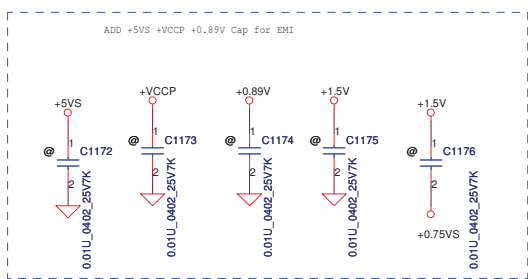 ADD +5VS +VCCP +0.89V Cap for EMI
+5VS
1
@
C1172
2
0.01U_0402_25V7K
+VCCP
1
@
C1173
2
0.01U_0402_25V7K
+0.89V
1
@
C1174
2
0.01U_0402_25V7K
+1.5V
1
@
C1175
2
0.01U_0402_25V7K
+1.5V
1
@
C1176
2
0.01U_0402_25V7K
+0.75VS